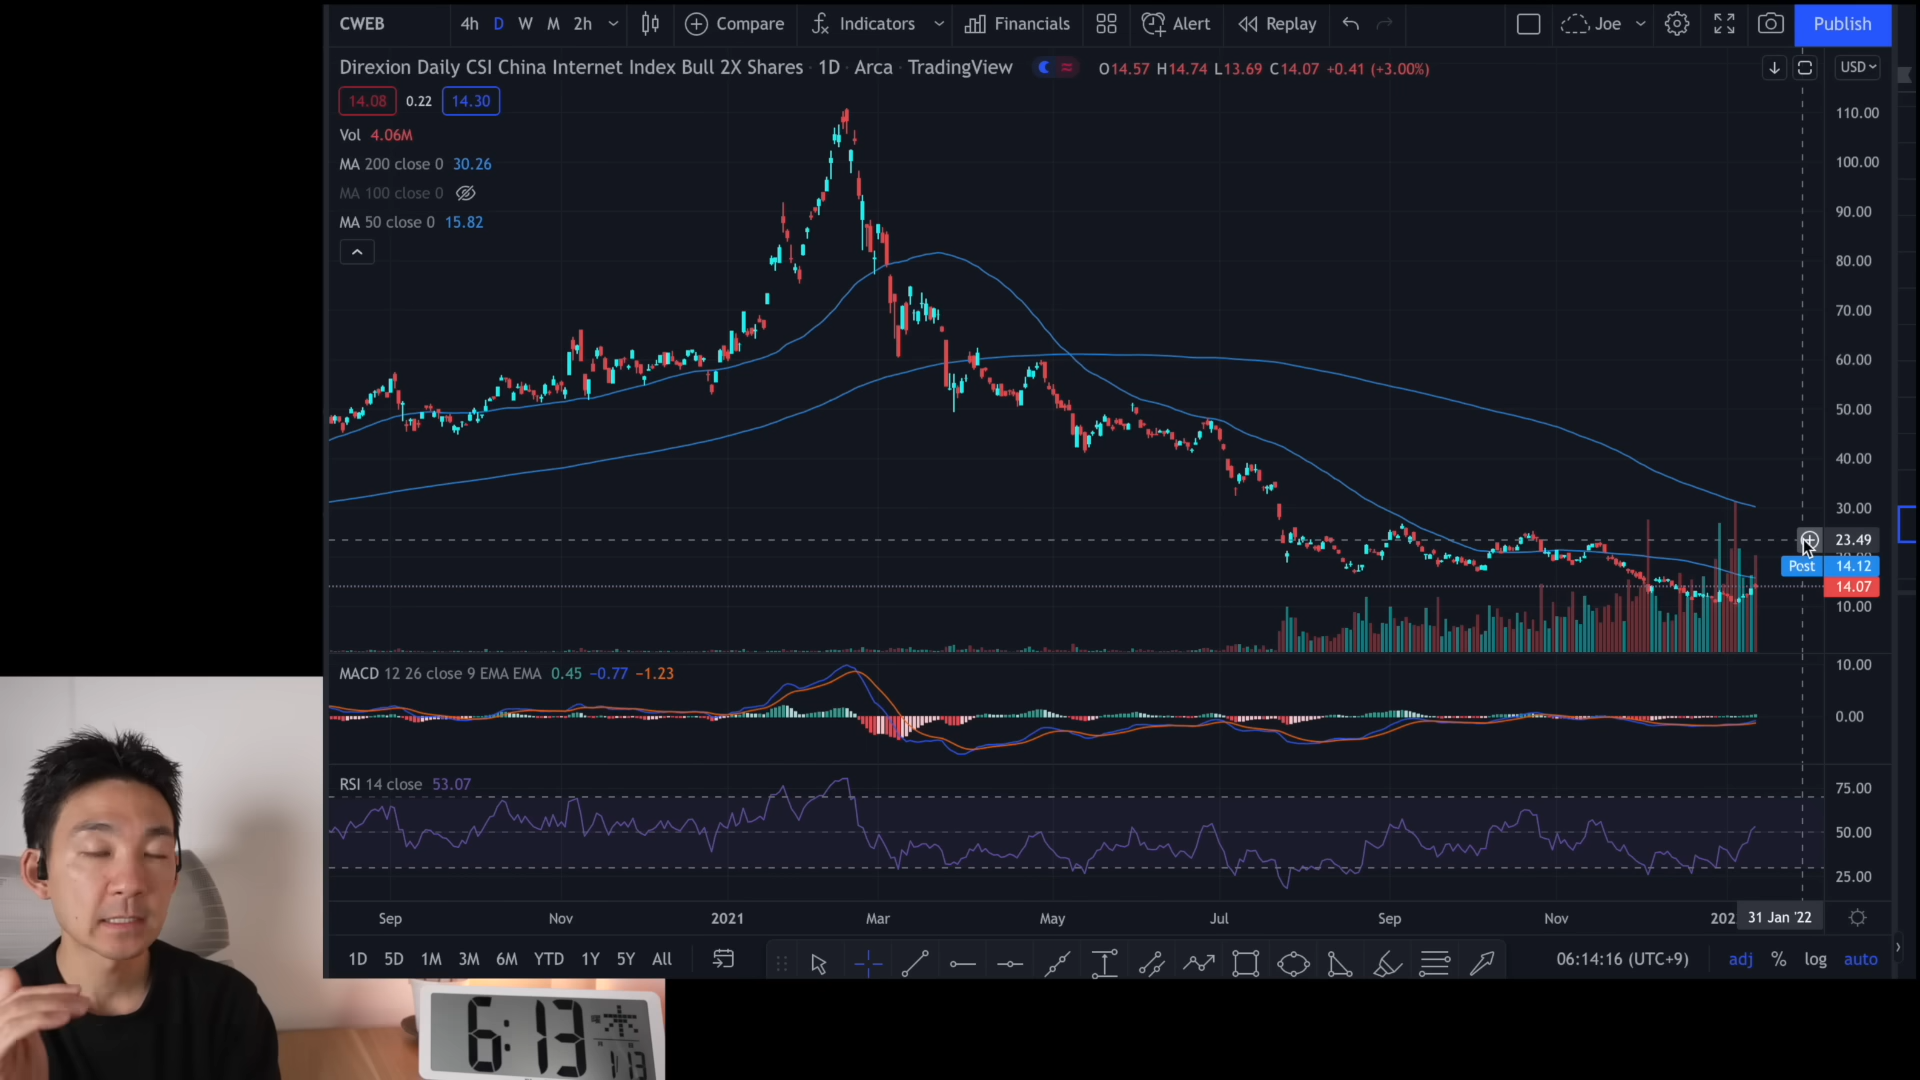 CWEB 4h D W M 2h Compare Indicators Financials Alert Replay Joe Publish
Direxion Daily CSI China Internet Index Bull 2X Shares · 1D · Arca · TradingView O14.57 H14.74 L13.69 C14.07 +0.41 (+3.00%) USD
14.08 0.22 14.30
Vol 4.06M
MA 200 close 0 30.26
MA 100 close 0
MA 50 close 0 15.82
110.00
100.00
90.00
80.00
70.00
60.00
50.00
40.00
30.00
23.49
Post 14.12
14.07
10.00
MACD 12 26 close 9 EMA EMA 0.45 −0.77 −1.23
10.00
0.00
RSI 14 close 53.07
75.00
50.00
25.00
Sep Nov 2021 Mar May Jul Sep Nov 202 31 Jan '22
1D 5D 1M 3M 6M YTD 1Y 5Y All 06:14:16 (UTC+9) adj % log auto
6:13
木
1/13